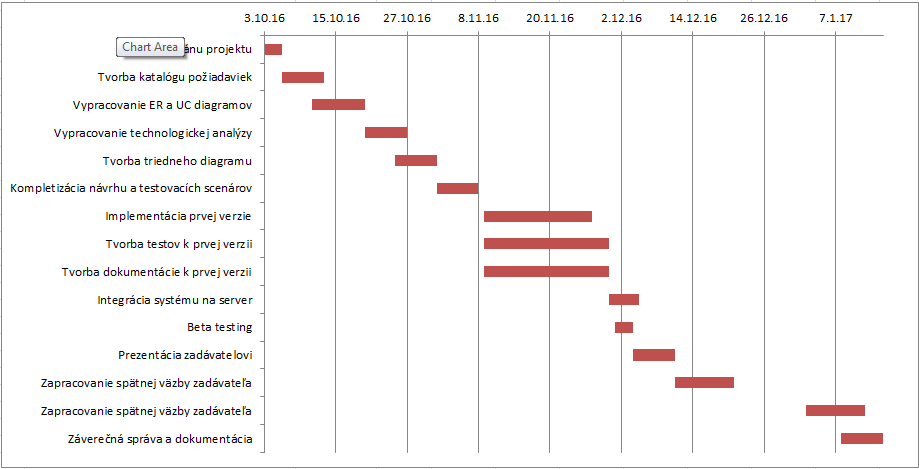 3.10.16 15.10.16 27.10.16 8.11.16 20.11.16 2.12.16 14.12.16 26.12.16 7.1.17
Chart Area
ánu projektu
Tvorba katalógu požiadaviek
Vypracovanie ER a UC diagramov
Vypracovanie technologickej analýzy
Tvorba triedneho diagramu
Kompletizácia návrhu a testovacích scenárov
Implementácia prvej verzie
Tvorba testov k prvej verzii
Tvorba dokumentácie k prvej verzii
Integrácia systému na server
Beta testing
Prezentácia zadávatelovi
Zapracovanie spätnej väzby zadávateľa
Zapracovanie spätnej väzby zadávateľa
Záverečná správa a dokumentácia